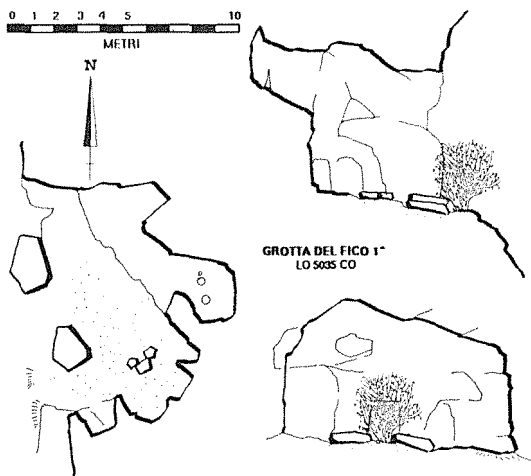 0 1 2 3 4 5 10
METRI
N
GROTTA DEL FICO 1^
LO 5035 CO